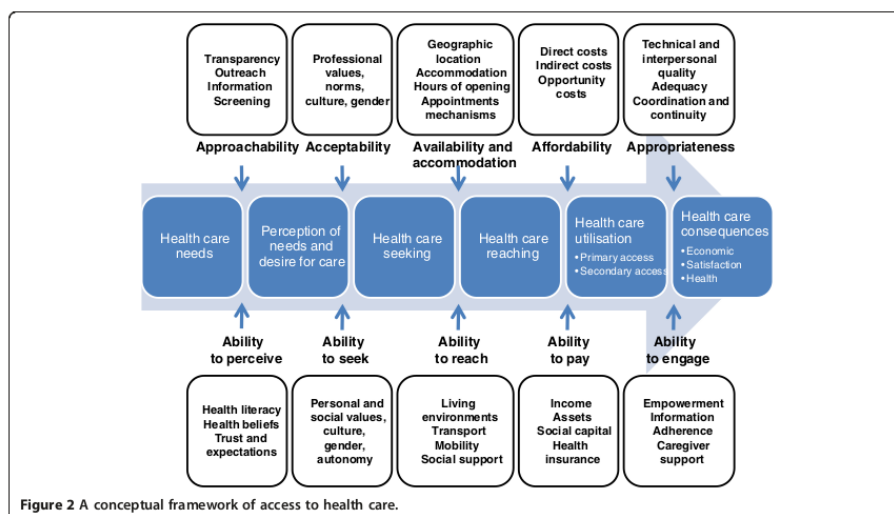 Transparency
Outreach
Information
Screening
Professional
values,
norms,
culture, gender
Geographic
location
Accommodation
Hours of opening
Appointments
mechanisms
Direct costs
Indirect costs
Opportunity
costs
Technical and
interpersonal
quality
Adequacy
Coordination and
continuity
Approachability
Acceptability
Availability and
accommodation
Affordability
Appropriateness
Health care
needs
Perception of
needs and
desire for care
Health care
seeking
Health care
reaching
Health care
utilisation
• Primary access
• Secondary access
Health care
consequences
• Economic
• Satisfaction
• Health
Ability
to perceive
Ability
to seek
Ability
to reach
Ability
to pay
Ability
to engage
Health literacy
Health beliefs
Trust and
expectations
Personal and
social values,
culture,
gender,
autonomy
Living
environments
Transport
Mobility
Social support
Income
Assets
Social capital
Health
insurance
Empowerment
Information
Adherence
Caregiver
support
Figure 2 A conceptual framework of access to health care.